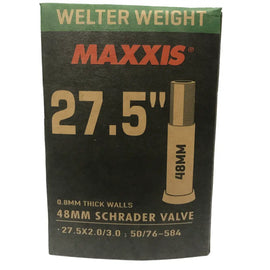 WELTER WEIGHT
MAXXIS®
27.5"
48MM
0.8MM THICK WALLS
48MM SCHRADER VALVE
·27.5X2.0/3.0 ; 50/76-584